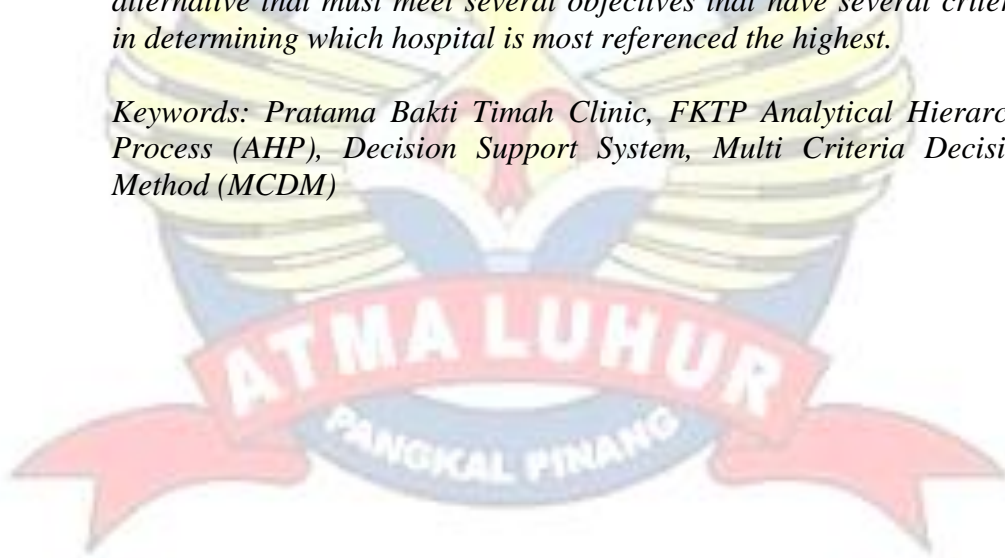 alternative that must meet several objectives that have several criter
in determining which hospital is most referenced the highest.
Keywords: Pratama Bakti Timah Clinic, FKTP Analytical Hierarc
Process (AHP), Decision Support System, Multi Criteria Decisi
Method (MCDM)
ATMA LUHUR
PANGKAL PINANG